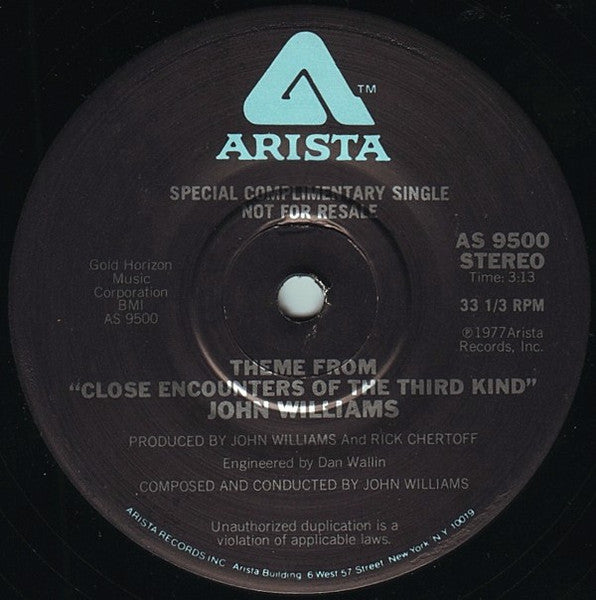 TM
ARISTA
SPECIAL COMPLIMENTARY SINGLE
NOT FOR RESALE
AS 9500
STEREO
Time: 3:13
33 1/3 RPM
℗1977 Arista
Records, Inc.
Gold Horizon
Music
Corporation
BMI
AS 9500
THEME FROM
"CLOSE ENCOUNTERS OF THE THIRD KIND"
JOHN WILLIAMS
PRODUCED BY JOHN WILLIAMS And RICK CHERTOFF
Engineered by Dan Wallin
COMPOSED AND CONDUCTED BY JOHN WILLIAMS
Unauthorized duplication is a
violation of applicable laws.
ARISTA RECORDS INC Arista Building 6 West 57 Street New York N.Y. 10019